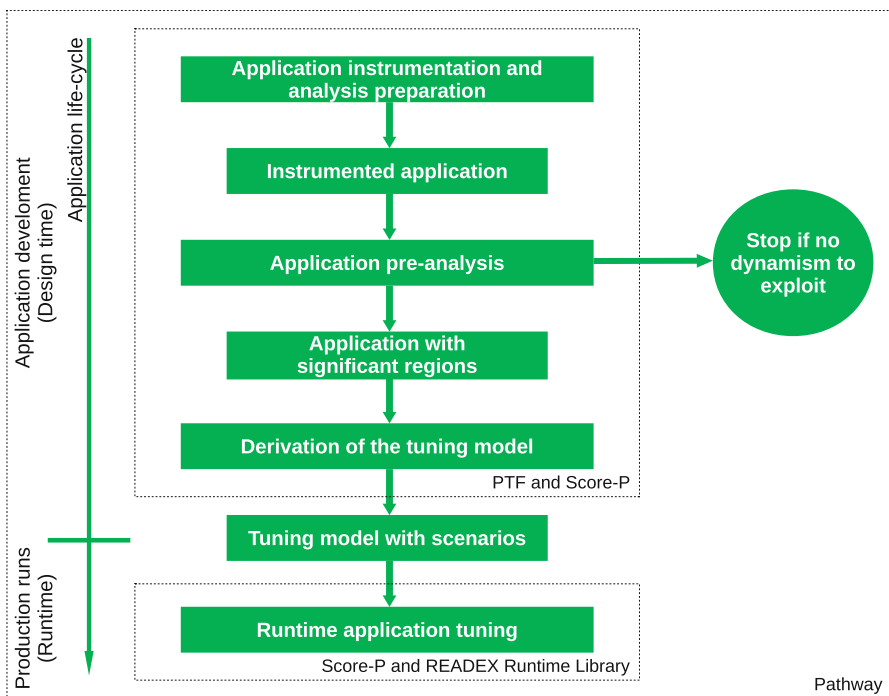 Application life-cycle
Application develoment
(Design time)
Production runs
(Runtime)
Application instrumentation and
analysis preparation
Instrumented application
Application pre-analysis
Stop if no
dynamism to
exploit
Application with
significant regions
Derivation of the tuning model
PTF and Score-P
Tuning model with scenarios
Runtime application tuning
Score-P and READEX Runtime Library
Pathway